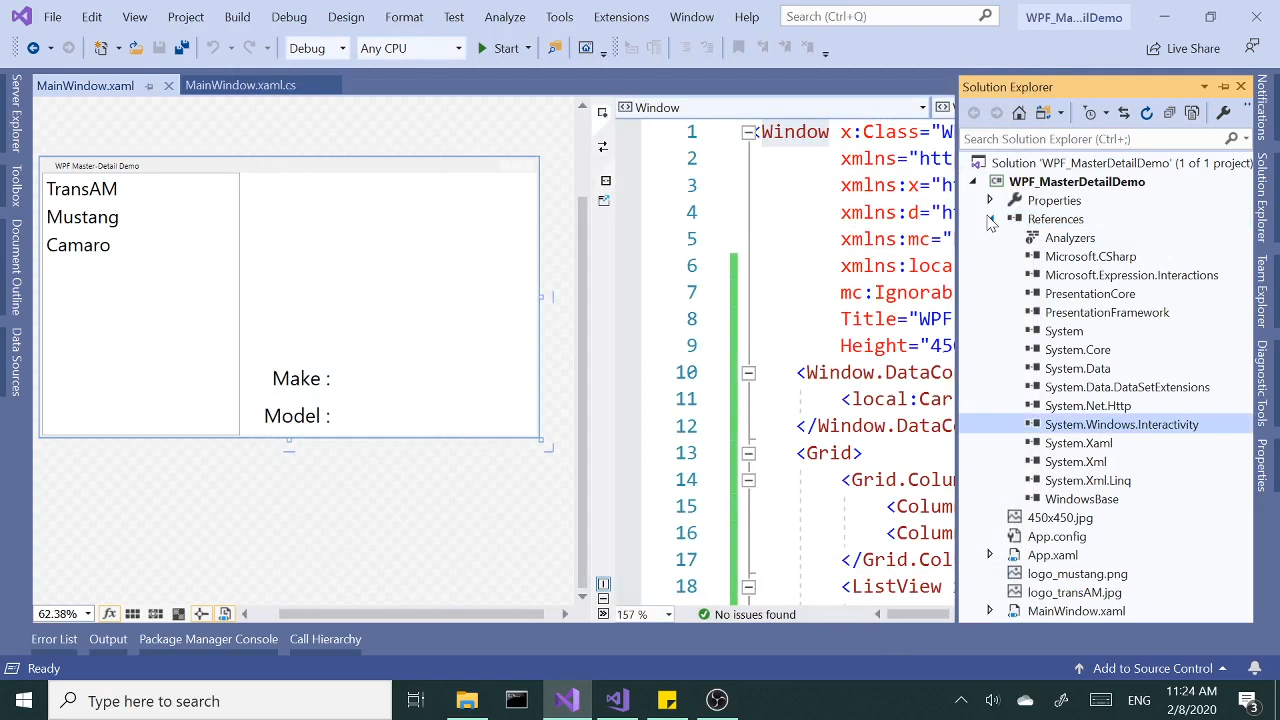 File Edit View Project Build Debug Design Format Test Analyze Tools Extensions Window Help Search (Ctrl+Q) WPF_Ma...ilDemo
Debug Any CPU Start Live Share
Server Explorer
Toolbox
Document Outline
Data Sources
MainWindow.xaml MainWindow.xaml.cs
WPF Master-Detail Demo
TransAM
Mustang
Camaro
Make :
Model :
62.38% fx
Window
1 <Window x:Class="W
2 xmlns="htt
3 xmlns:x="h
4 xmlns:d="h
5 xmlns:mc="
6 xmlns:loca
7 mc:Ignorab
8 Title="WPF
9 Height="45
10 <Window.DataCo
11 <local:Car
12 </Window.DataC
13 <Grid>
14 <Grid.Colu
15 <Colum
16 <Colum
17 </Grid.Col
18 <ListView
157 % No issues found
Solution Explorer
Search Solution Explorer (Ctrl+;)
Solution 'WPF_MasterDetailDemo' (1 of 1 project)
WPF_MasterDetailDemo
Properties
References
Analyzers
Microsoft.CSharp
Microsoft.Expression.Interactions
PresentationCore
PresentationFramework
System
System.Core
System.Data
System.Data.DataSetExtensions
System.Net.Http
System.Windows.Interactivity
System.Xaml
System.Xml
System.Xml.Linq
WindowsBase
450x450.jpg
App.config
App.xaml
logo_mustang.png
logo_transAM.jpg
MainWindow.xaml
Notifications
Solution Explorer
Team Explorer
Diagnostic Tools
Properties
Error List Output Package Manager Console Call Hierarchy
Ready Add to Source Control
Type here to search ENG 11:24 AM
2/8/2020 3